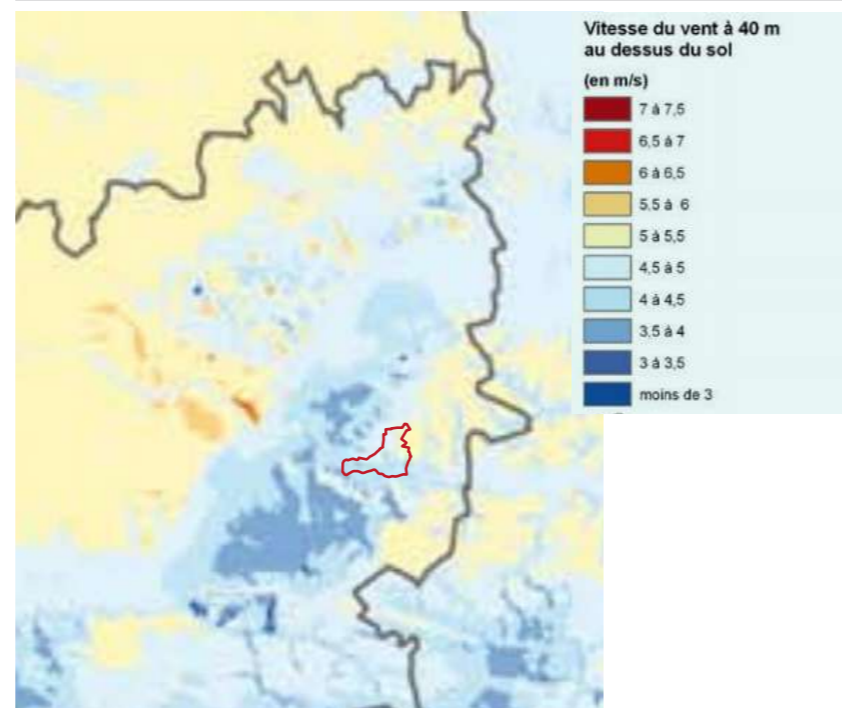 Vitesse du vent à 40 m
au dessus du sol
(en m/s)
7 à 7,5
6,5 à 7
6 à 6,5
5,5 à 6
5 à 5,5
4,5 à 5
4 à 4,5
3,5 à 4
3 à 3,5
moins de 3